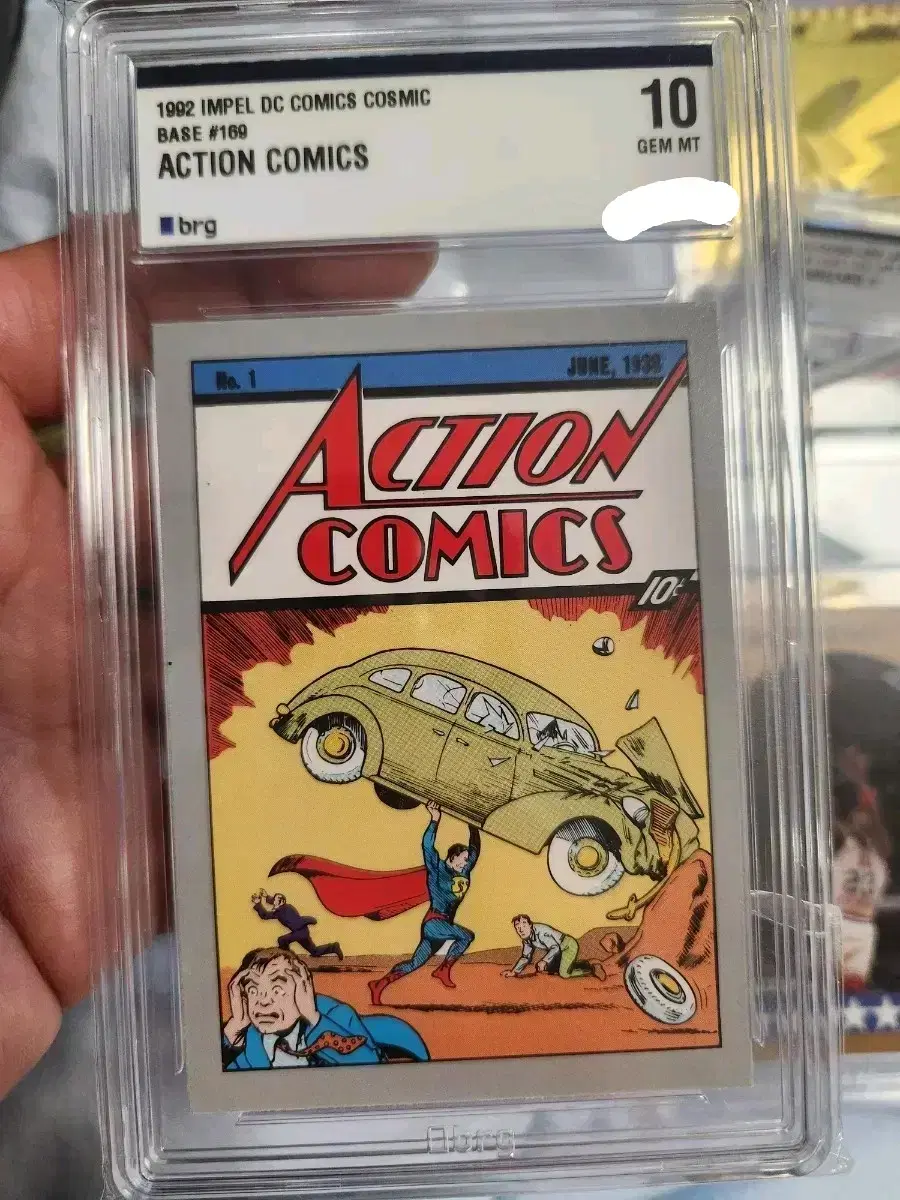 1992 IMPEL DC COMICS COSMIC
BASE #169
ACTION COMICS
10
GEM MT
brg
No. 1
JUNE, 1938
ACTION
COMICS
10¢
S
brg